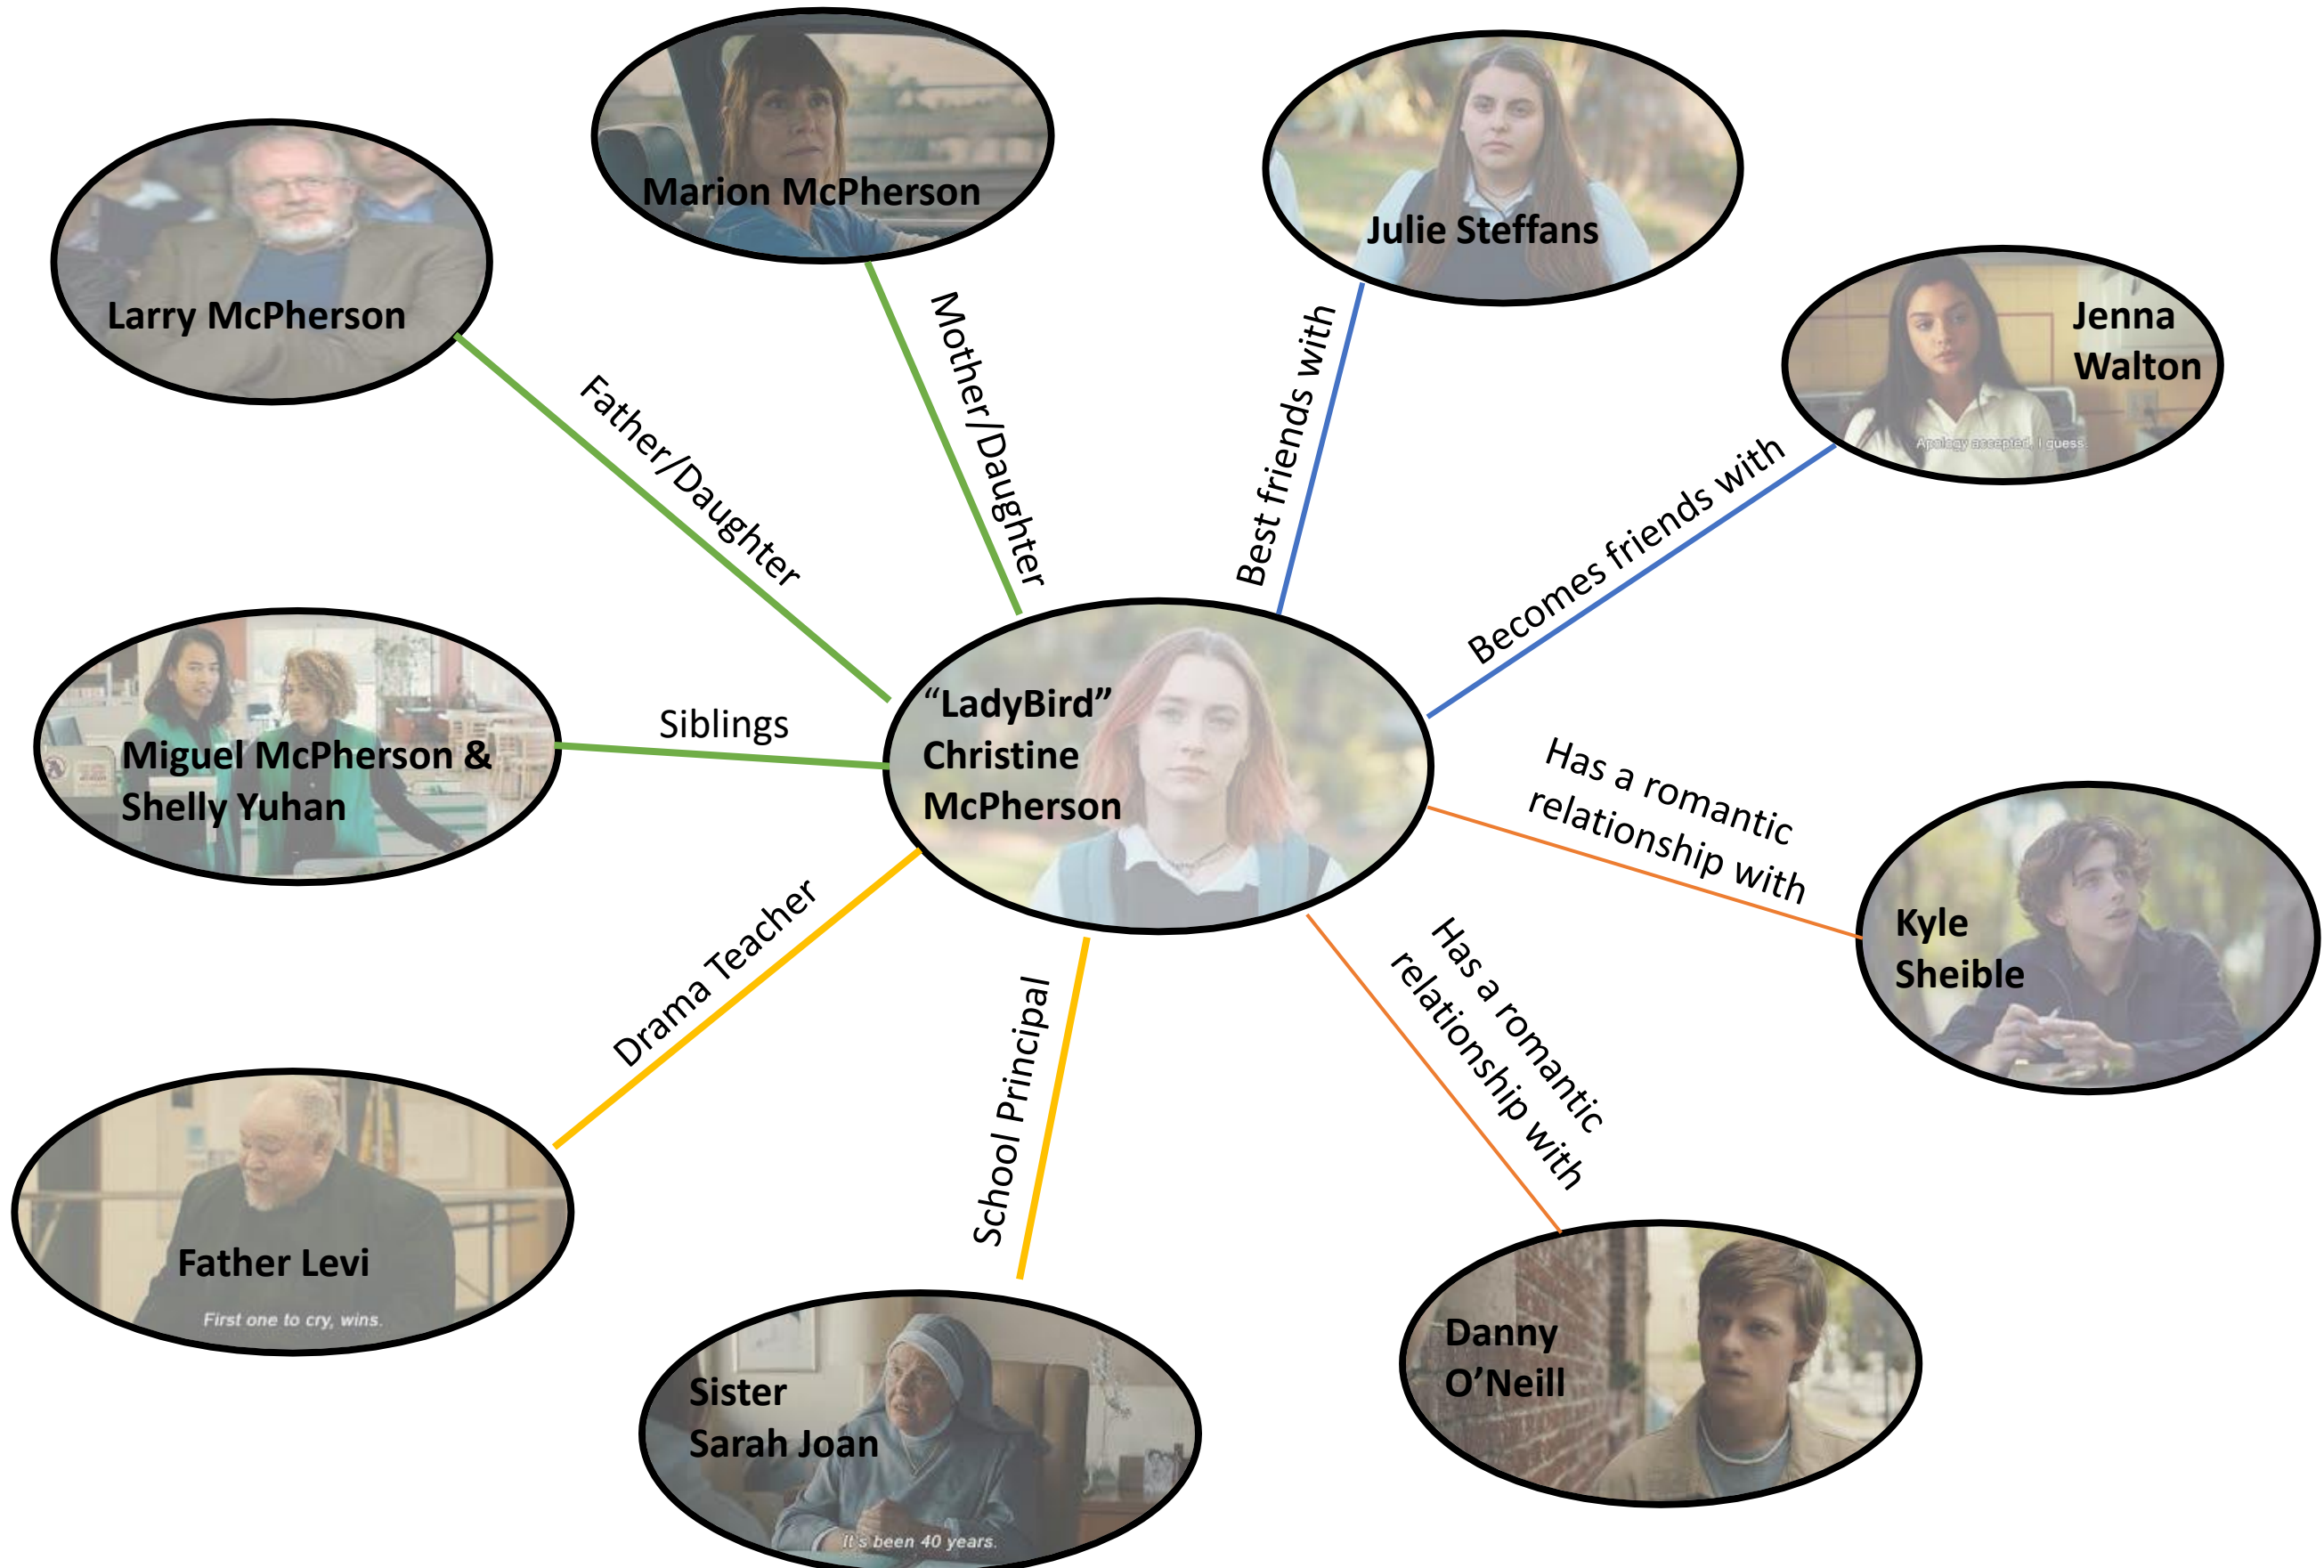 Marion McPherson
Julie Steffans
Larry McPherson
Jenna
Walton
Apology accepted, I guess.
Mother/Daughter
Best friends with
Father/Daughter
Becomes friends with
Siblings
Miguel McPherson &
Shelly Yuhan
“LadyBird”
Christine
McPherson
Has a romantic
relationship with
Kyle
Sheible
Drama Teacher
School Principal
Has a romantic
relationship with
Father Levi
First one to cry, wins.
Sister
Sarah Joan
It's been 40 years.
Danny
O’Neill